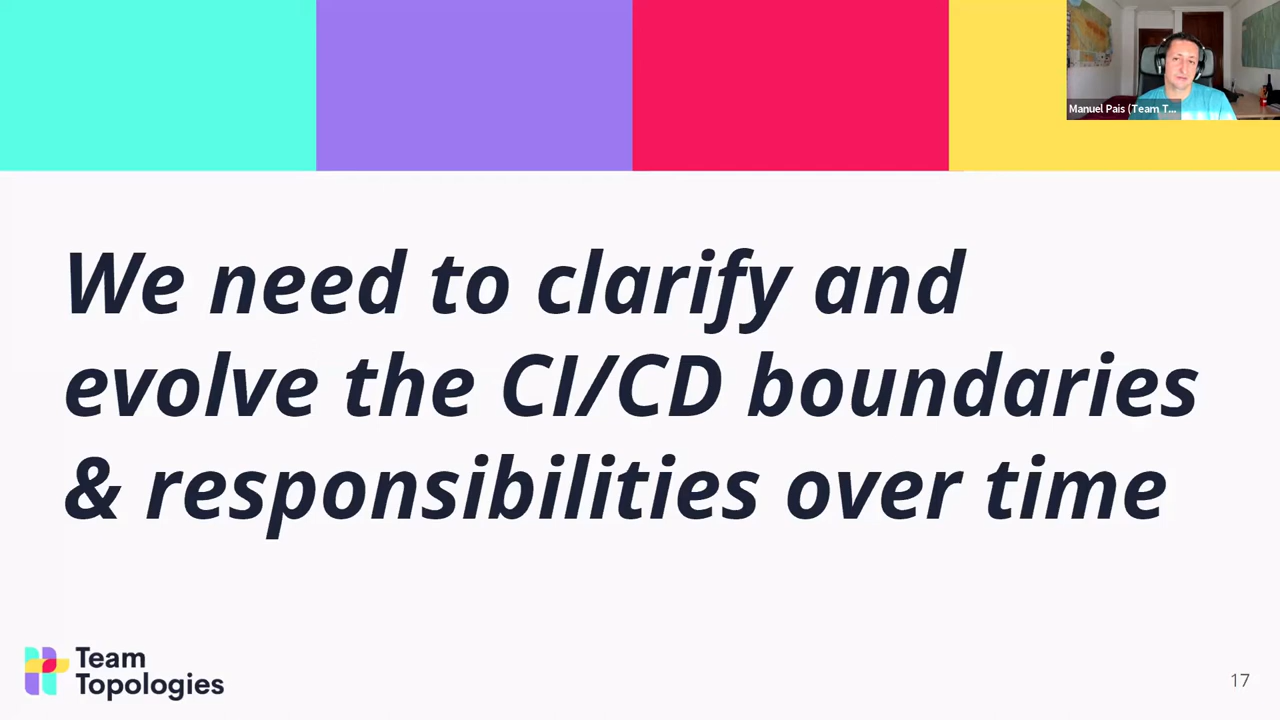 Manuel Pais (Team T...
We need to clarify and
evolve the CI/CD boundaries
& responsibilities over time
Team
Topologies
17